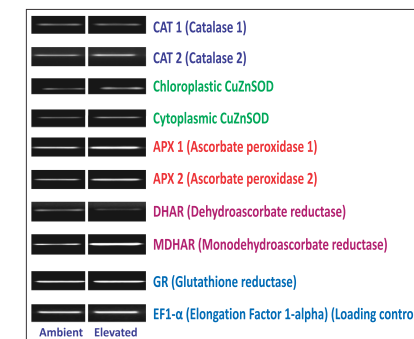 CAT 1 (Catalase 1)
CAT 2 (Catalase 2)
Chloroplastic CuZnSOD
Cytoplasmic CuZnSOD
APX 1 (Ascorbate peroxidase 1)
APX 2 (Ascorbate peroxidase 2)
DHAR (Dehydroascorbate reductase)
MDHAR (Monodehydroascorbate reductase)
GR (Glutathione reductase)
EF1-α (Elongation Factor 1-alpha) (Loading contro
Ambient Elevated